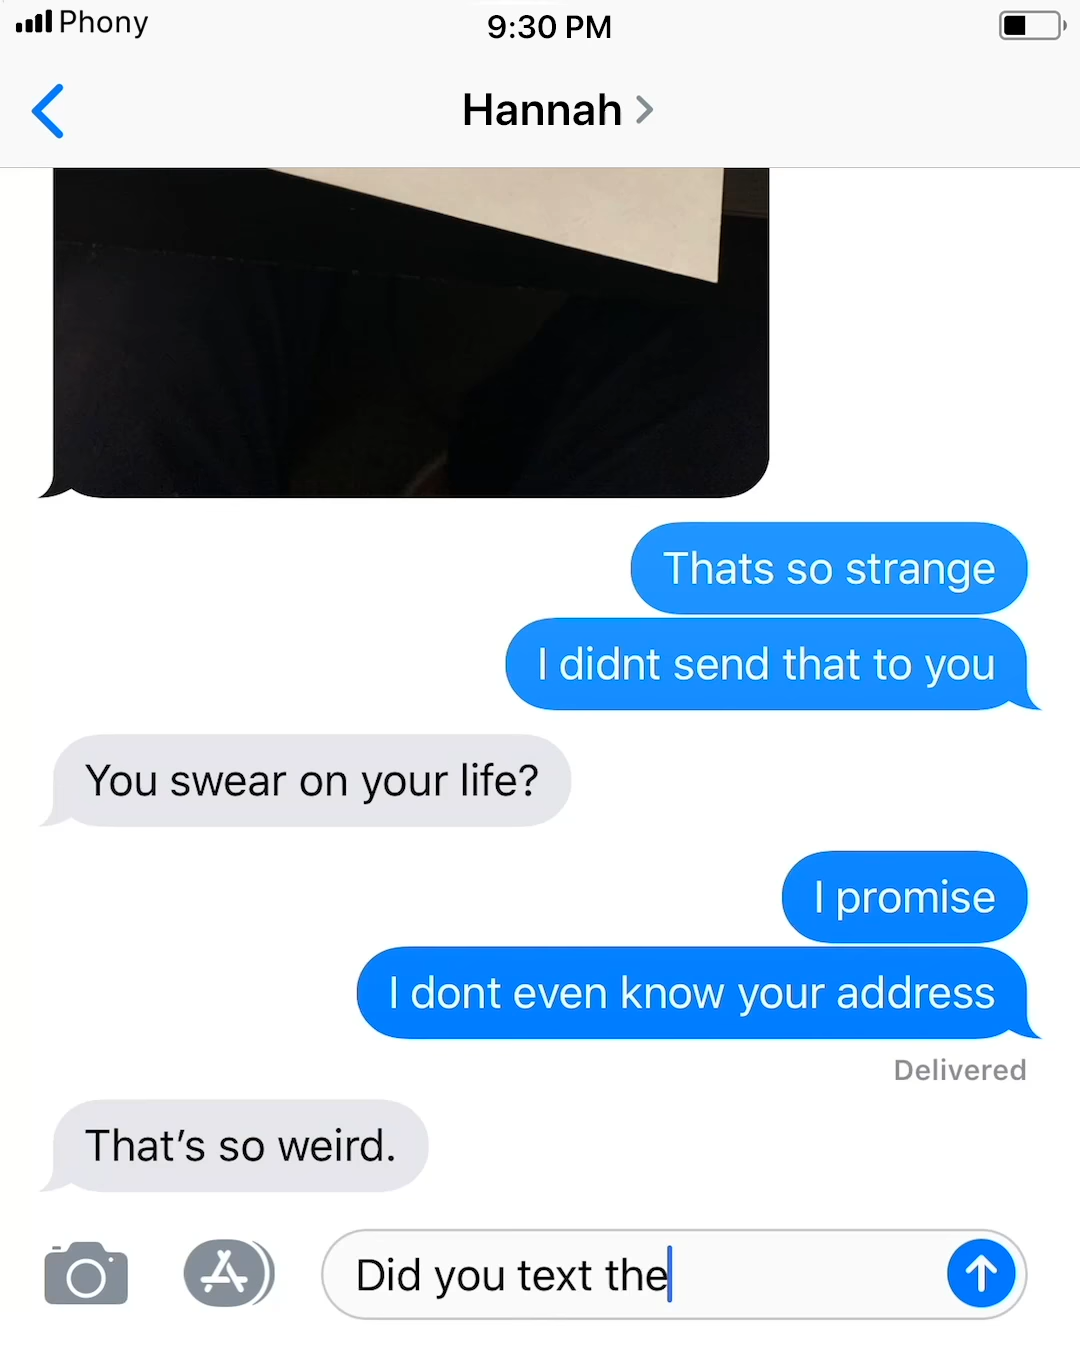 Phony
9:30 PM
Hannah
Thats so strange
I didnt send that to you
You swear on your life?
I promise
I dont even know your address
Delivered
That’s so weird.
Did you text the